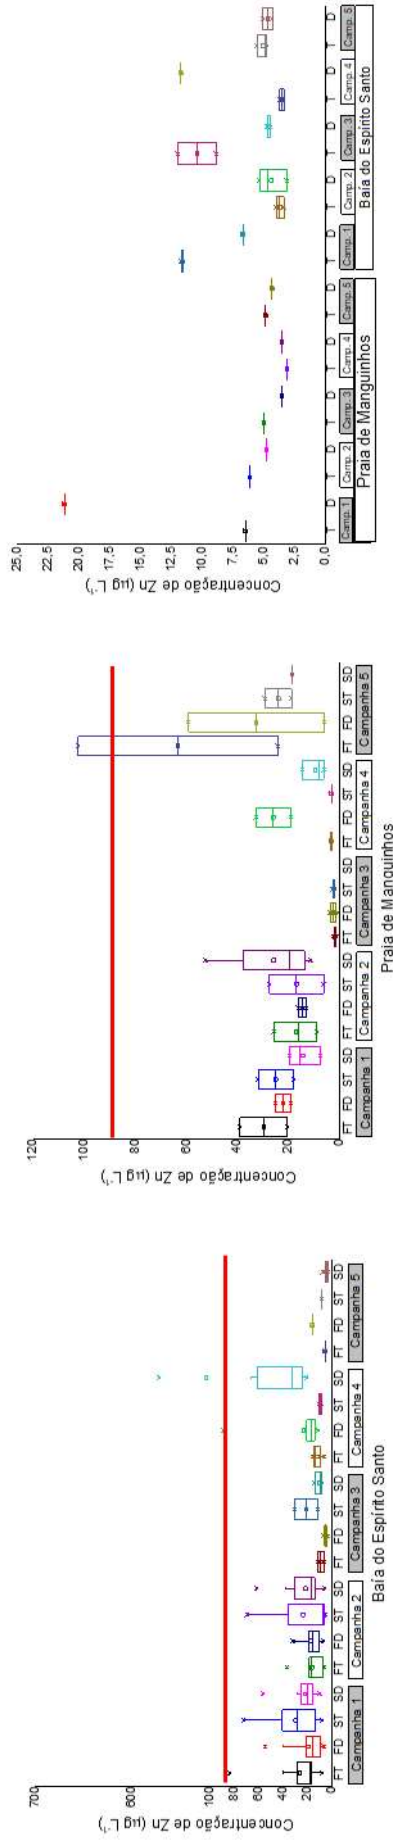 Concentração de Zn (µg L⁻¹)
700
100
80
60
40
20
0
FT FD ST SD FT FD ST SD FT FD ST SD FT FD ST SD FT FD ST SD
Campanha 1 Campanha 2 Campanha 3 Campanha 4 Campanha 5
Baía do Espírito Santo
Concentração de Zn (µg L⁻¹)
120
100
80
60
40
20
0
FT FD ST SD FT FD ST SD FT FD ST SD FT FD ST SD FT FD ST SD
Campanha 1 Campanha 2 Campanha 3 Campanha 4 Campanha 5
Praia de Manguinhos
Concentração de Zn (µg L⁻¹)
25,0
22,5
20,0
17,5
15,0
12,5
10,0
7,5
5,0
2,5
0,0
T D T D T D T D T D T D T D T D T D T D
Camp. 1 Camp. 2 Camp. 3 Camp. 4 Camp. 5 Camp. 1 Camp. 2 Camp. 3 Camp. 4 Camp. 5
Praia de Manguinhos Baía do Espírito Santo